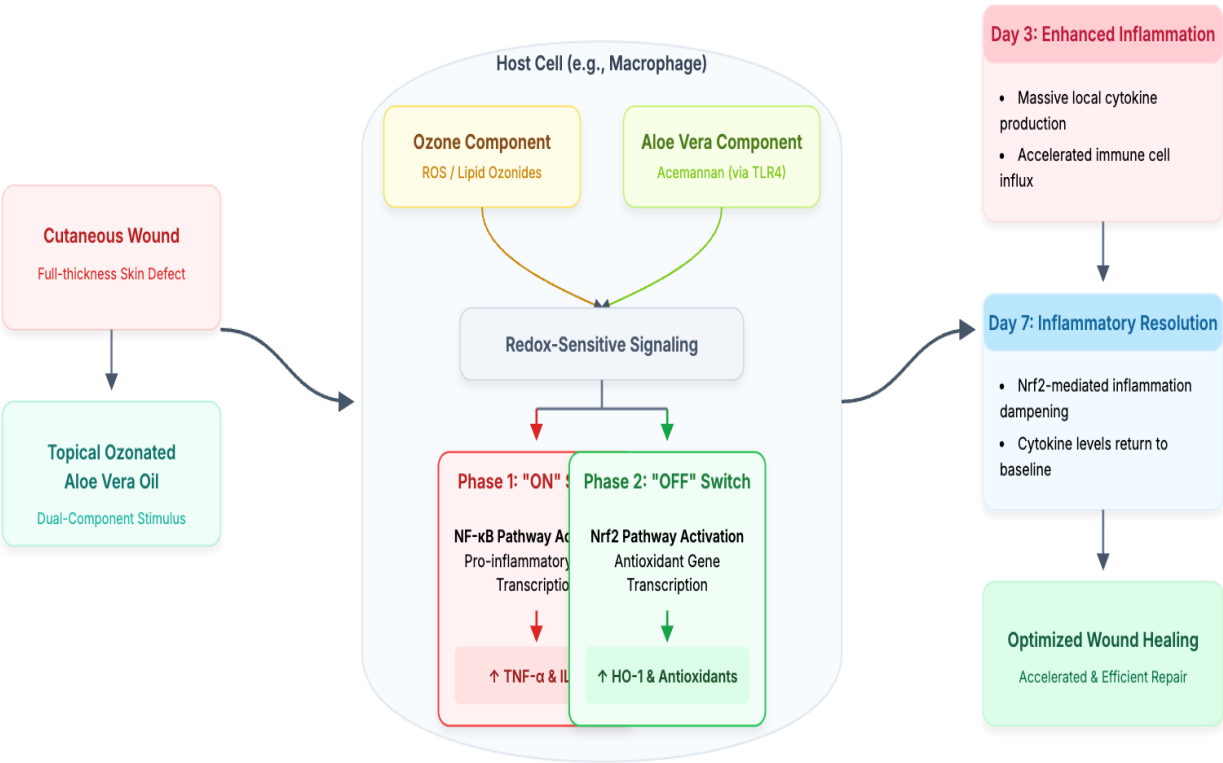 Cutaneous Wound
Full-thickness Skin Defect
Topical Ozonated
Aloe Vera Oil
Dual-Component Stimulus
Host Cell (e.g., Macrophage)
Ozone Component
ROS / Lipid Ozonides
Aloe Vera Component
Acemannan (via TLR4)
Redox-Sensitive Signaling
Phase 1: "ON"
NF-κB Pathway
Pro-inflammatory
↑ TNF-α &
Phase 2: "OFF" Switch
Nrf2 Pathway Activation
Antioxidant Gene
Transcription
↑ HO-1 & Antioxidants
Day 3: Enhanced Inflammation
• Massive local cytokine
production
• Accelerated immune cell
influx
Day 7: Inflammatory Resolution
• Nrf2-mediated inflammation
dampening
• Cytokine levels return to
baseline
Optimized Wound Healing
Accelerated & Efficient Repair